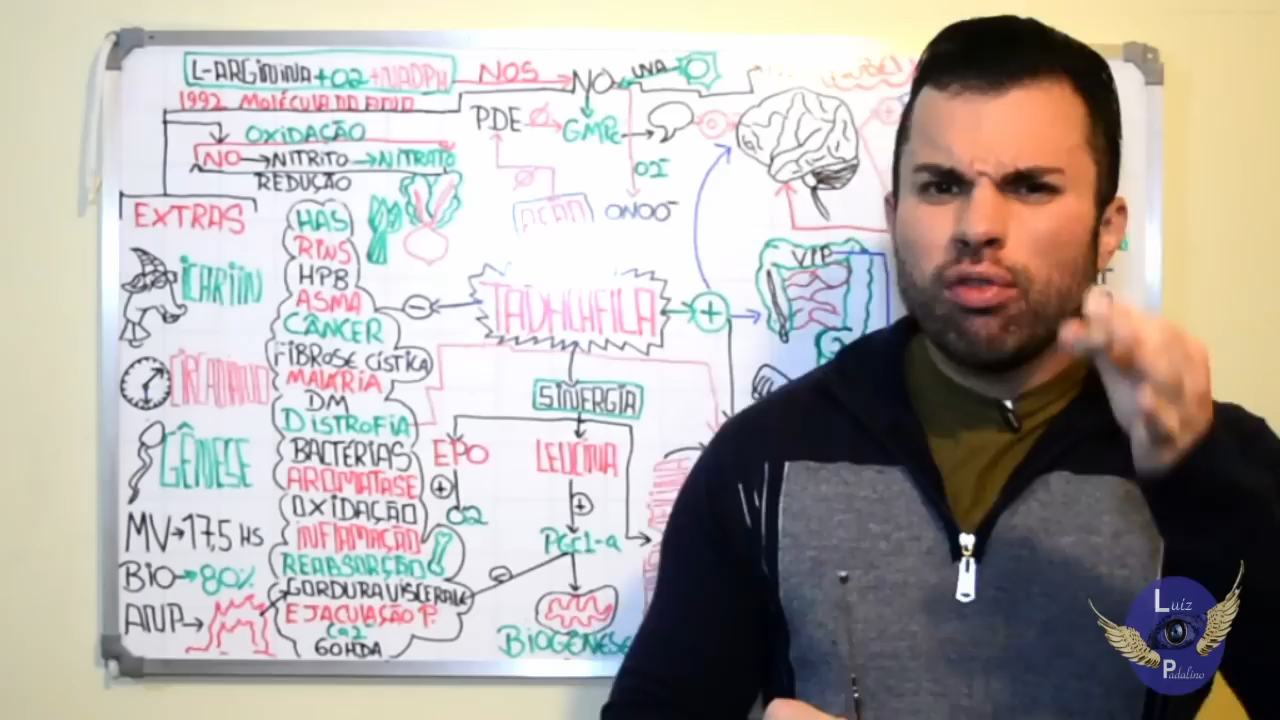 L-ARGININA+O2+NADPH NOS NO UVA
1992 MOLÉCULA DO ANO
OXIDAÇÃO
NO→NITRITO→NITRATO
REDUÇÃO
PDE Ø GMPc
O2-
ONOO-
EXTRAS
ICARIIN
CIRCADIANO
GÊNESE
MV→17,5 HS
BIO→80%
ANP→
HAS
RINS
HPB
ASMA
CÂNCER
FIBROSE CÍSTICA
MALÁRIA
DM
DISTROFIA
BACTÉRIAS
AROMATASE
OXIDAÇÃO
INFLAMAÇÃO
REABSORÇÃO
GORDURA VISCERAL
EJACULAÇÃO P.
Ca2
6OHDA
TADALAFILA
- +
SINERGIA
EPO LEUCINA
+ +
O2 PGC1-α
-
BIOGÊNESE
VIP
Luiz
Padalino